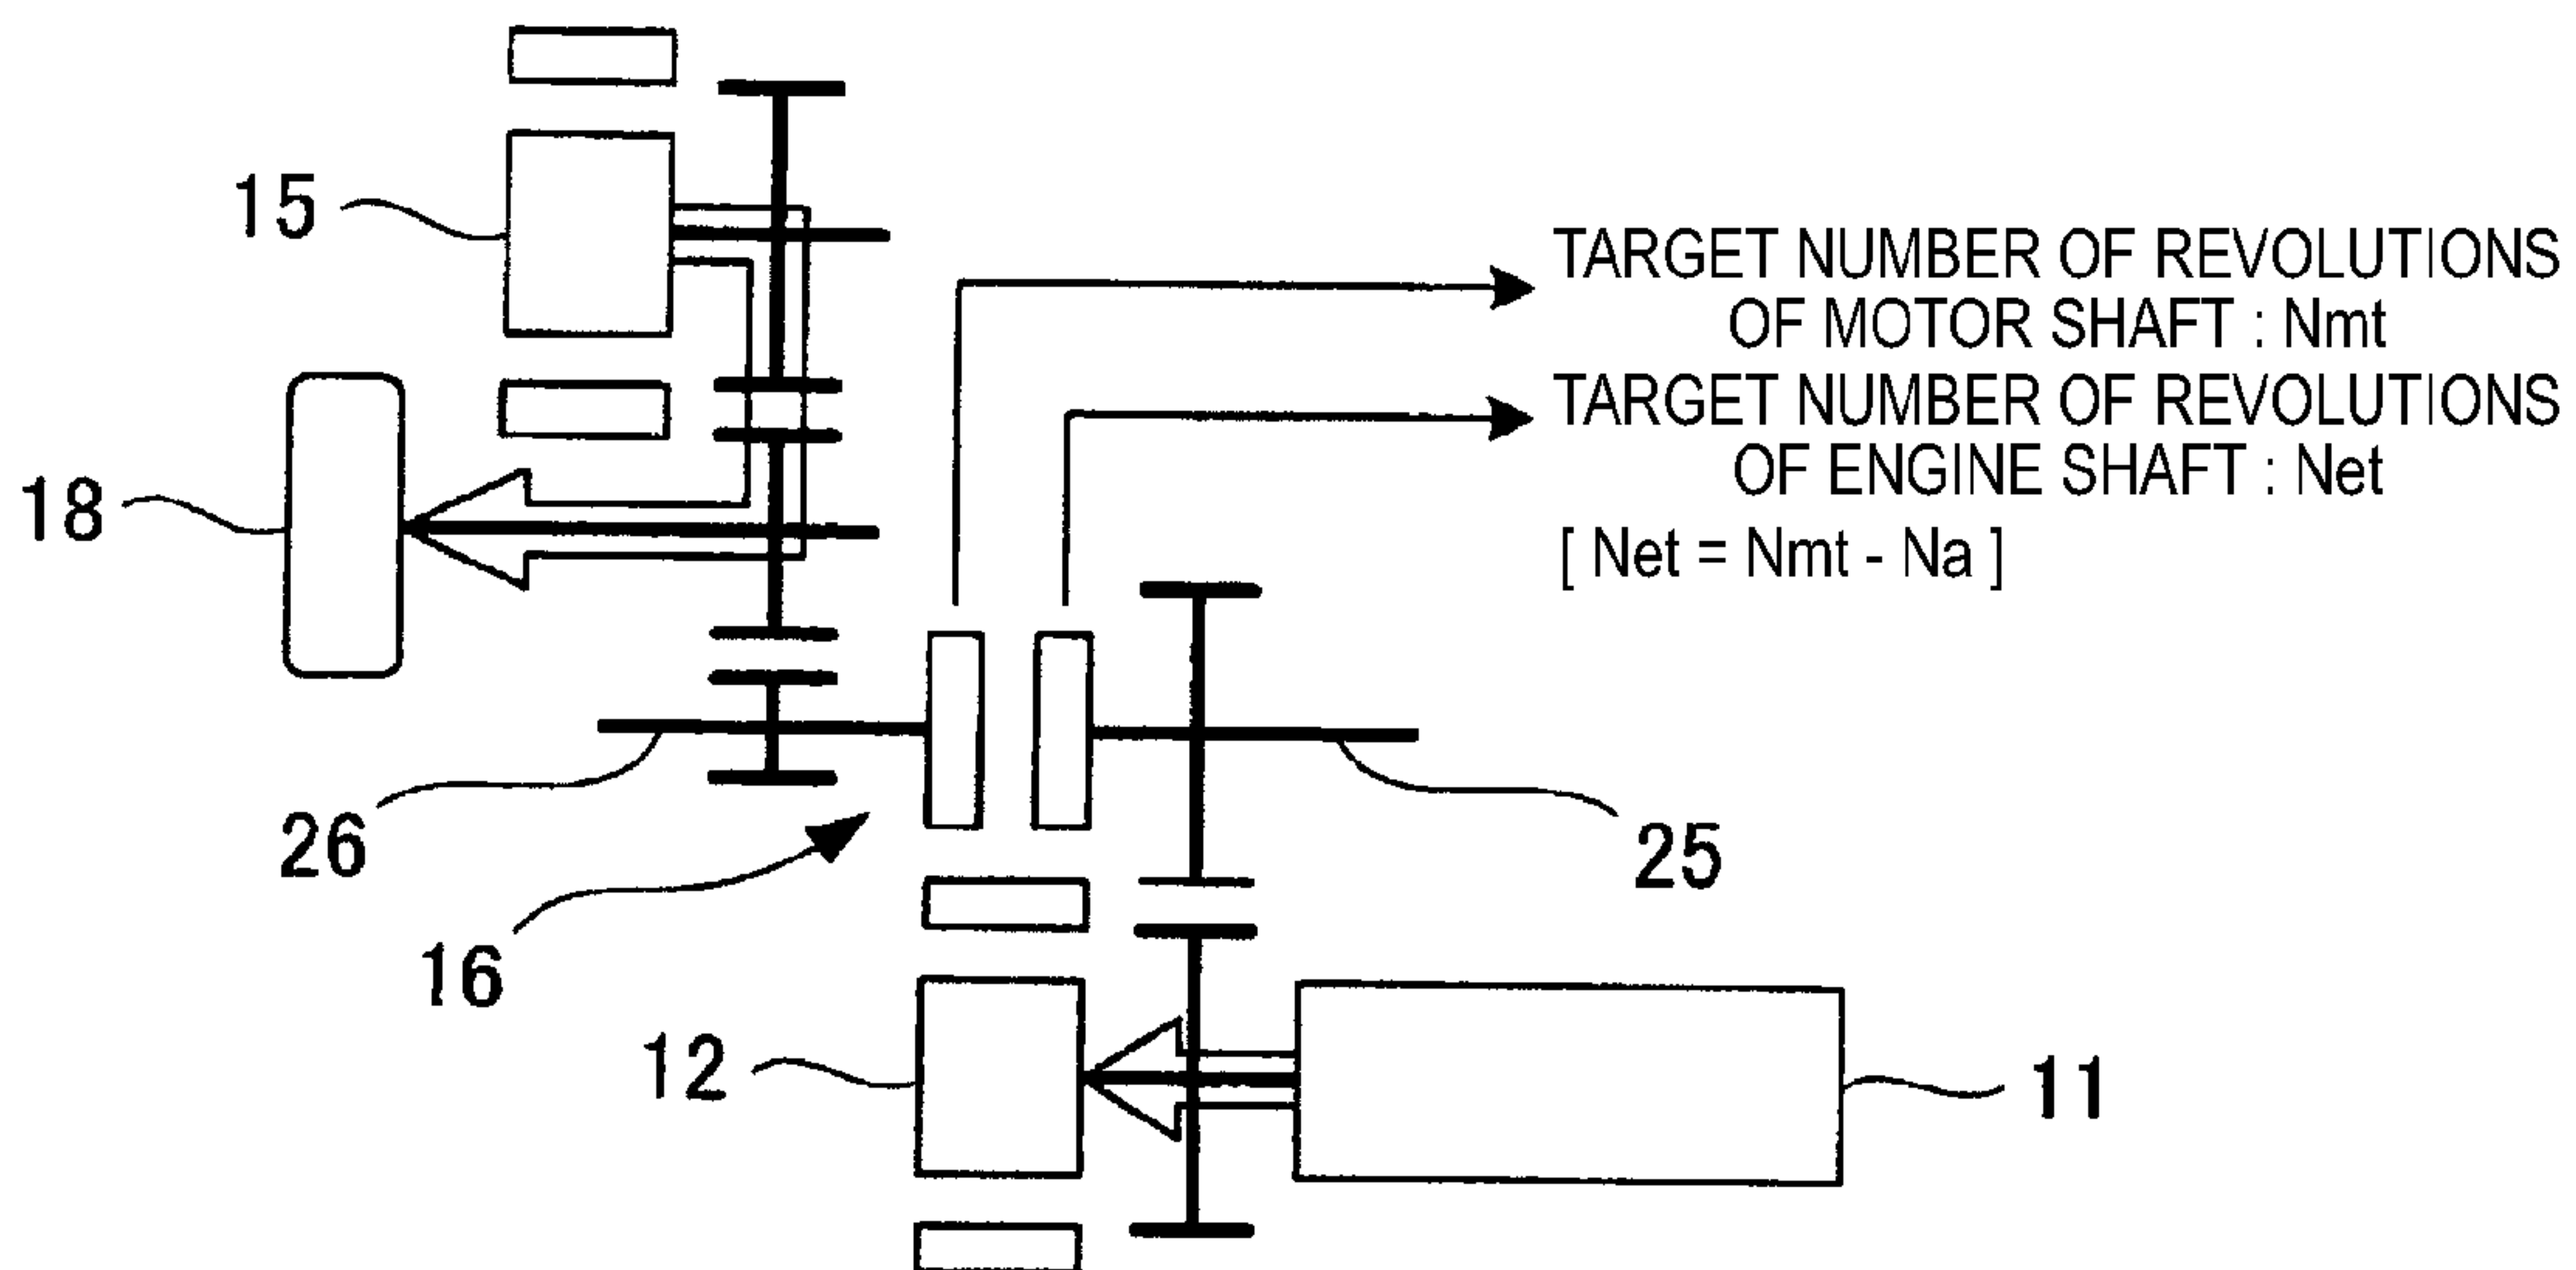 15
TARGET NUMBER OF REVOLUTIONS
OF MOTOR SHAFT : Nmt
TARGET NUMBER OF REVOLUTIONS
OF ENGINE SHAFT : Net
[ Net = Nmt - Na ]
18
26
25
16
12
11